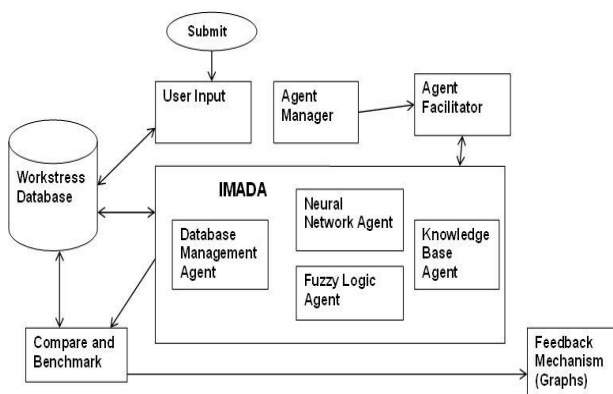 Submit
User Input
Agent
Manager
Agent
Facilitator
Workstress
Database
IMADA
Neural
Network Agent
Database
Management
Agent
Knowledge
Base
Agent
Fuzzy Logic
Agent
Compare and
Benchmark
Feedback
Mechanism
(Graphs)